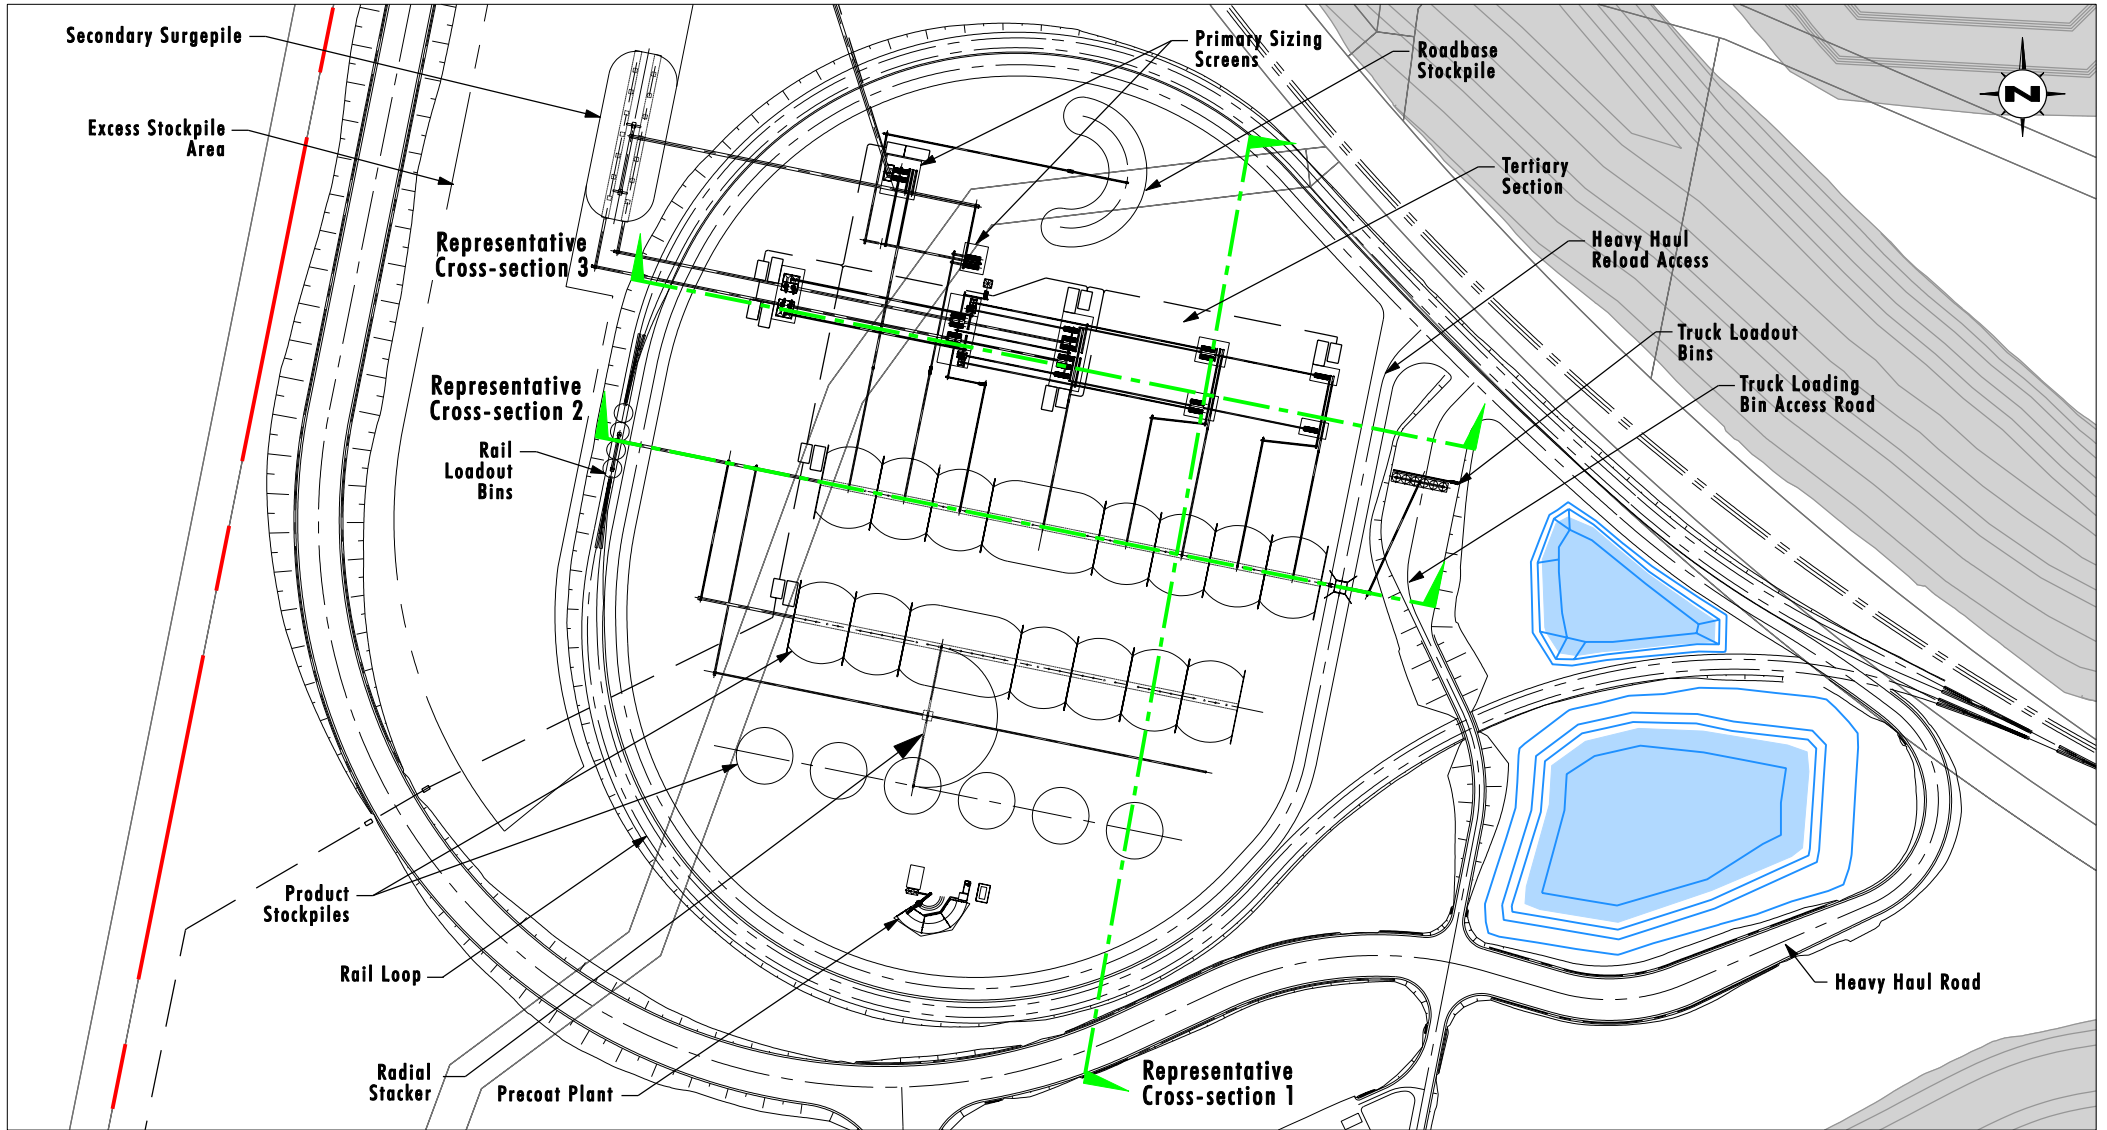 Secondary Surgepile
Excess Stockpile
Area
Primary Sizing
Screens
Roadbase
Stockpile
N
Tertiary
Section
Heavy Haul
Reload Access
Representative
Cross-section 3
Truck Loadout
Bins
Truck Loading
Bin Access Road
Representative
Cross-section 2
Rail
Loadout
Bins
Product
Stockpiles
Rail Loop
Heavy Haul Road
Radial
Stacker
Precoat Plant
Representative
Cross-section 1